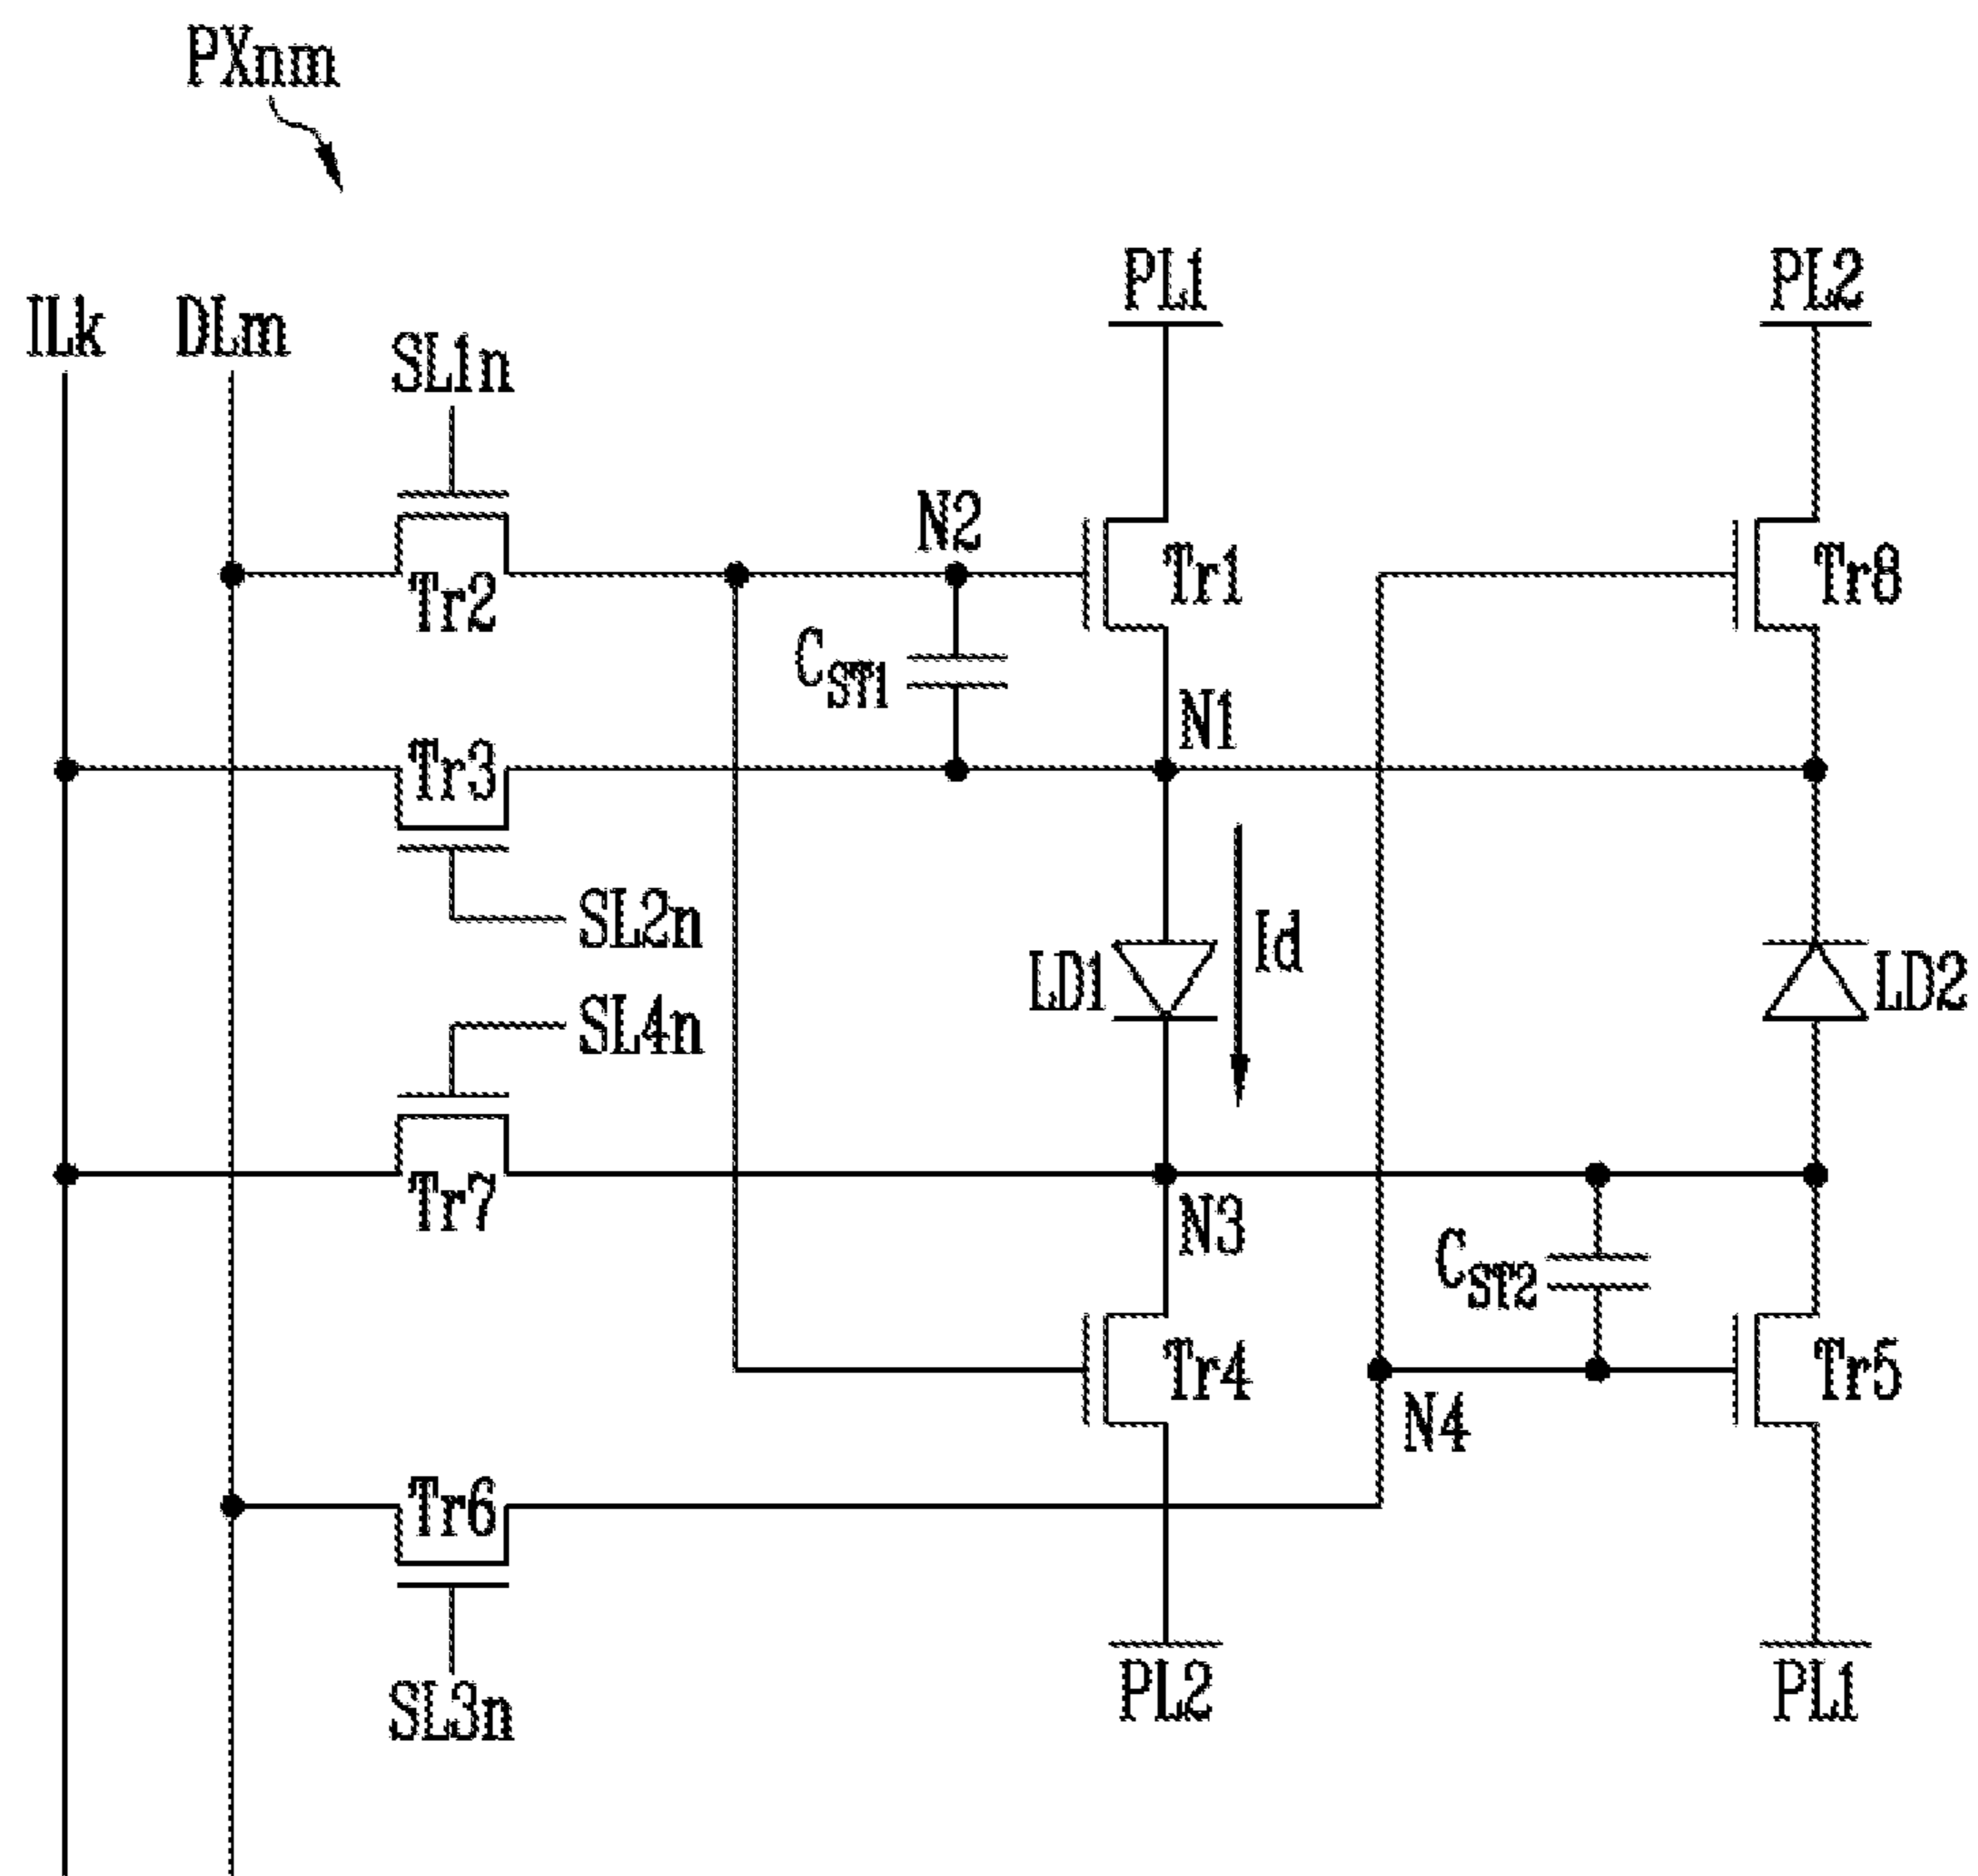 PXnm
PL1
PL2
ILk
DLm
SL1n
N2
Tr1
Tr8
Tr2
CST1
N1
Tr3
SL2n
Id
LD1
LD2
SL4n
Tr7
N3
CST2
Tr4
Tr5
N4
Tr6
SL3n
PL2
PL1